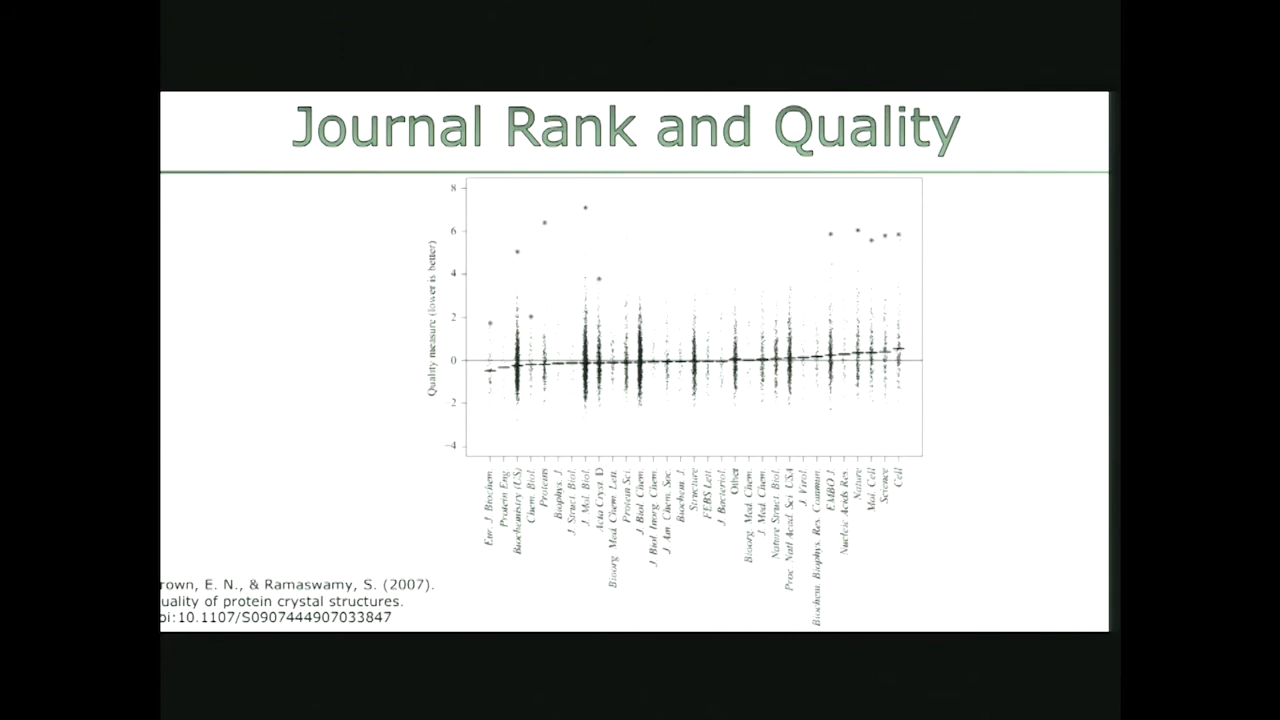 Journal Rank and Quality
Quality measure (lower is better)
8
6
4
2
0
−2
−4
Eur. J. Biochem.
Protein Eng.
Biochemistry (US)
Chem. Biol.
Proteins
Biophys. J.
J. Struct. Biol.
J. Mol. Biol.
Acta Cryst. D
Bioorg. Med. Chem. Lett.
Protein Sci.
J. Biol. Chem.
J. Biol. Inorg. Chem.
J. Am. Chem. Soc.
Biochem. J.
Structure
FEBS Lett.
J. Bacteriol.
Other
Bioorg. Med. Chem.
J. Med. Chem.
Nature Struct. Biol.
Proc. Natl Acad. Sci. USA
J. Virol.
Biochem. Biophys. Res. Commun.
EMBO J.
Nucleic Acids Res.
Nature
Mol. Cell
Science
Cell
rown, E. N., & Ramaswamy, S. (2007).
uality of protein crystal structures.
oi:10.1107/S0907444907033847